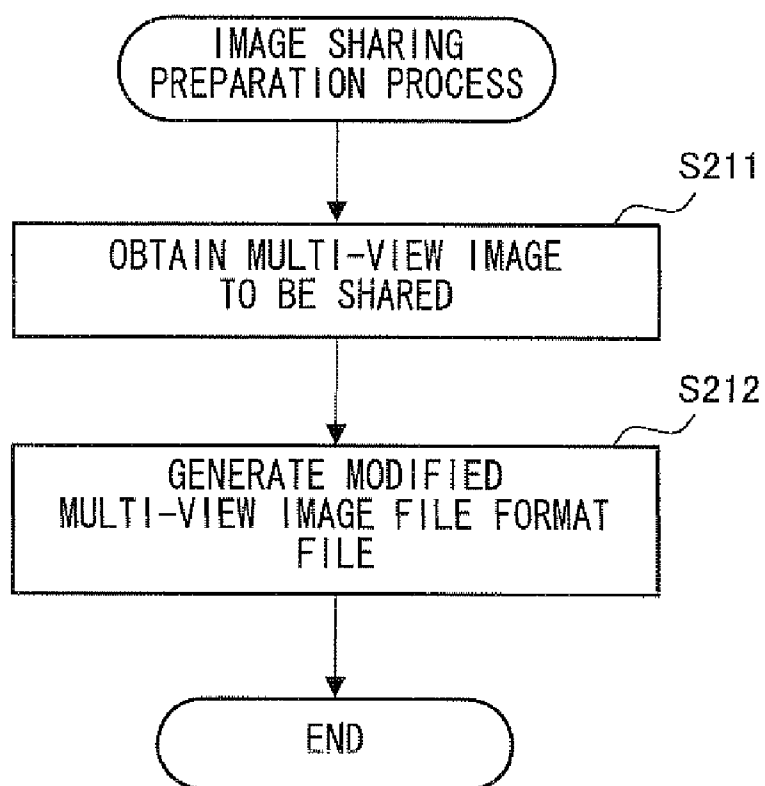 IMAGE SHARING
PREPARATION PROCESS
S211
OBTAIN MULTI-VIEW IMAGE
TO BE SHARED
S212
GENERATE MODIFIED
MULTI-VIEW IMAGE FILE FORMAT
FILE
END